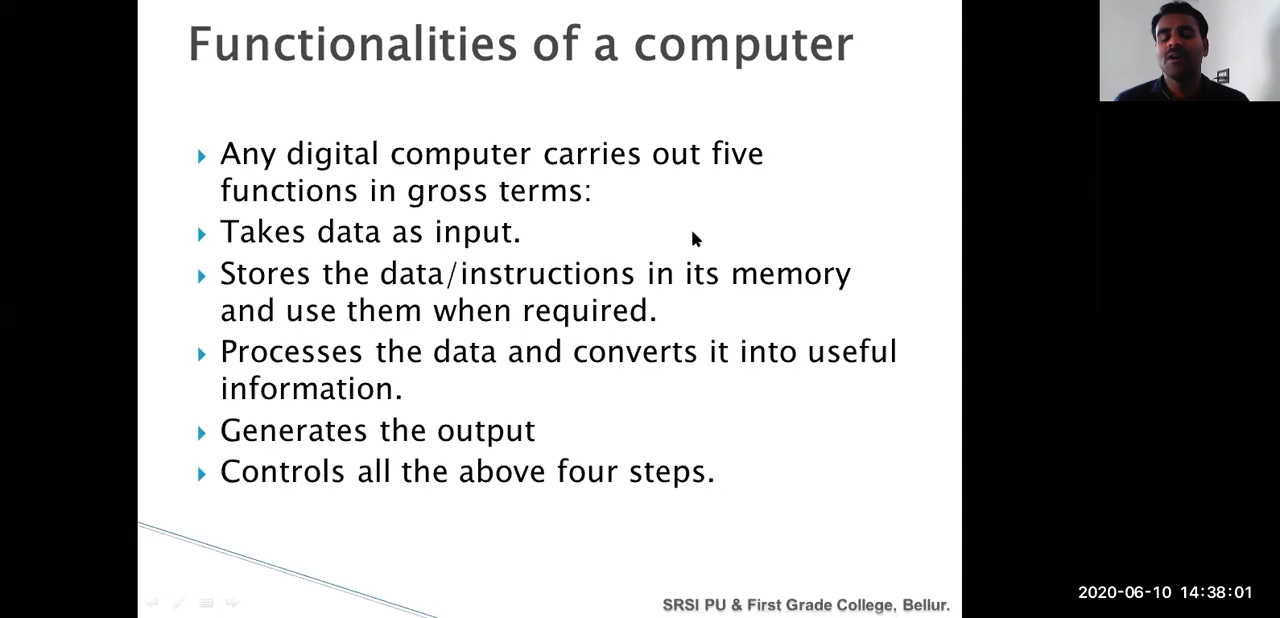 Functionalities of a computer
Any digital computer carries out five
functions in gross terms:
Takes data as input.
Stores the data/instructions in its memory
and use them when required.
Processes the data and converts it into useful
information.
Generates the output
Controls all the above four steps.
SRSI PU & First Grade College, Bellur.
2020-06-10 14:38:01